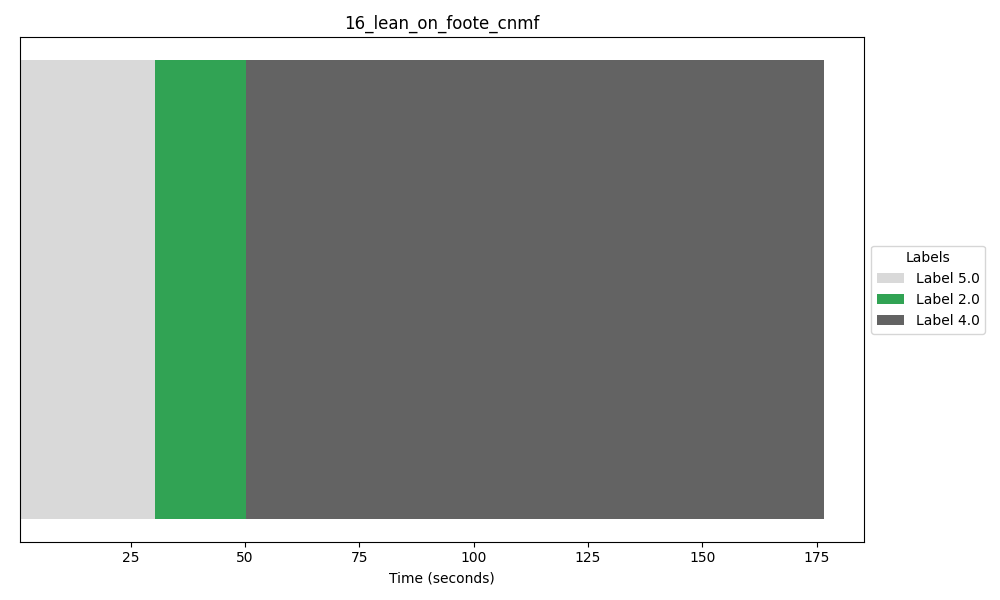 16_lean_on_foote_cnmf
Labels
Label 5.0
Label 2.0
Label 4.0
25 50 75 100 125 150 175
Time (seconds)